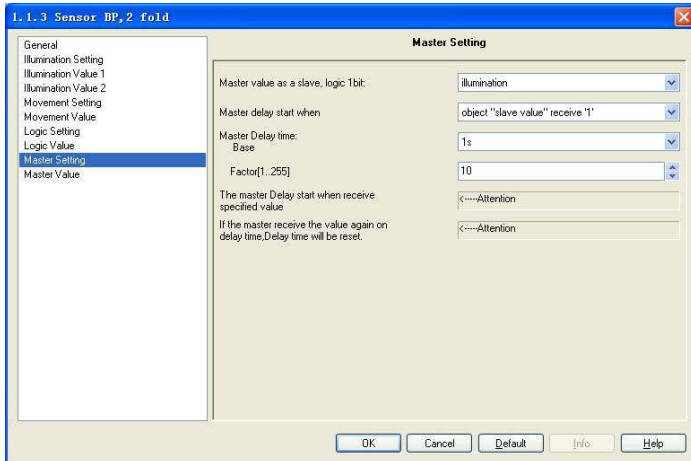 1.1.3 Sensor BP,2 fold
General
Illumination Setting
Illumination Value 1
Illumination Value 2
Movement Setting
Movement Value
Logic Setting
Logic Value
Master Setting
Master Value
Master Setting
Master value as a slave, logic 1bit:
illumination
Master delay start when
object "slave value" receive '1'
Master Delay time:
Base
1s
Factor[1..255]
10
The master Delay start when receive
specified value
<----Attention
If the master receive the value again on
delay time,Delay time will be reset.
<----Attention
OK
Cancel
Default
Info
Help